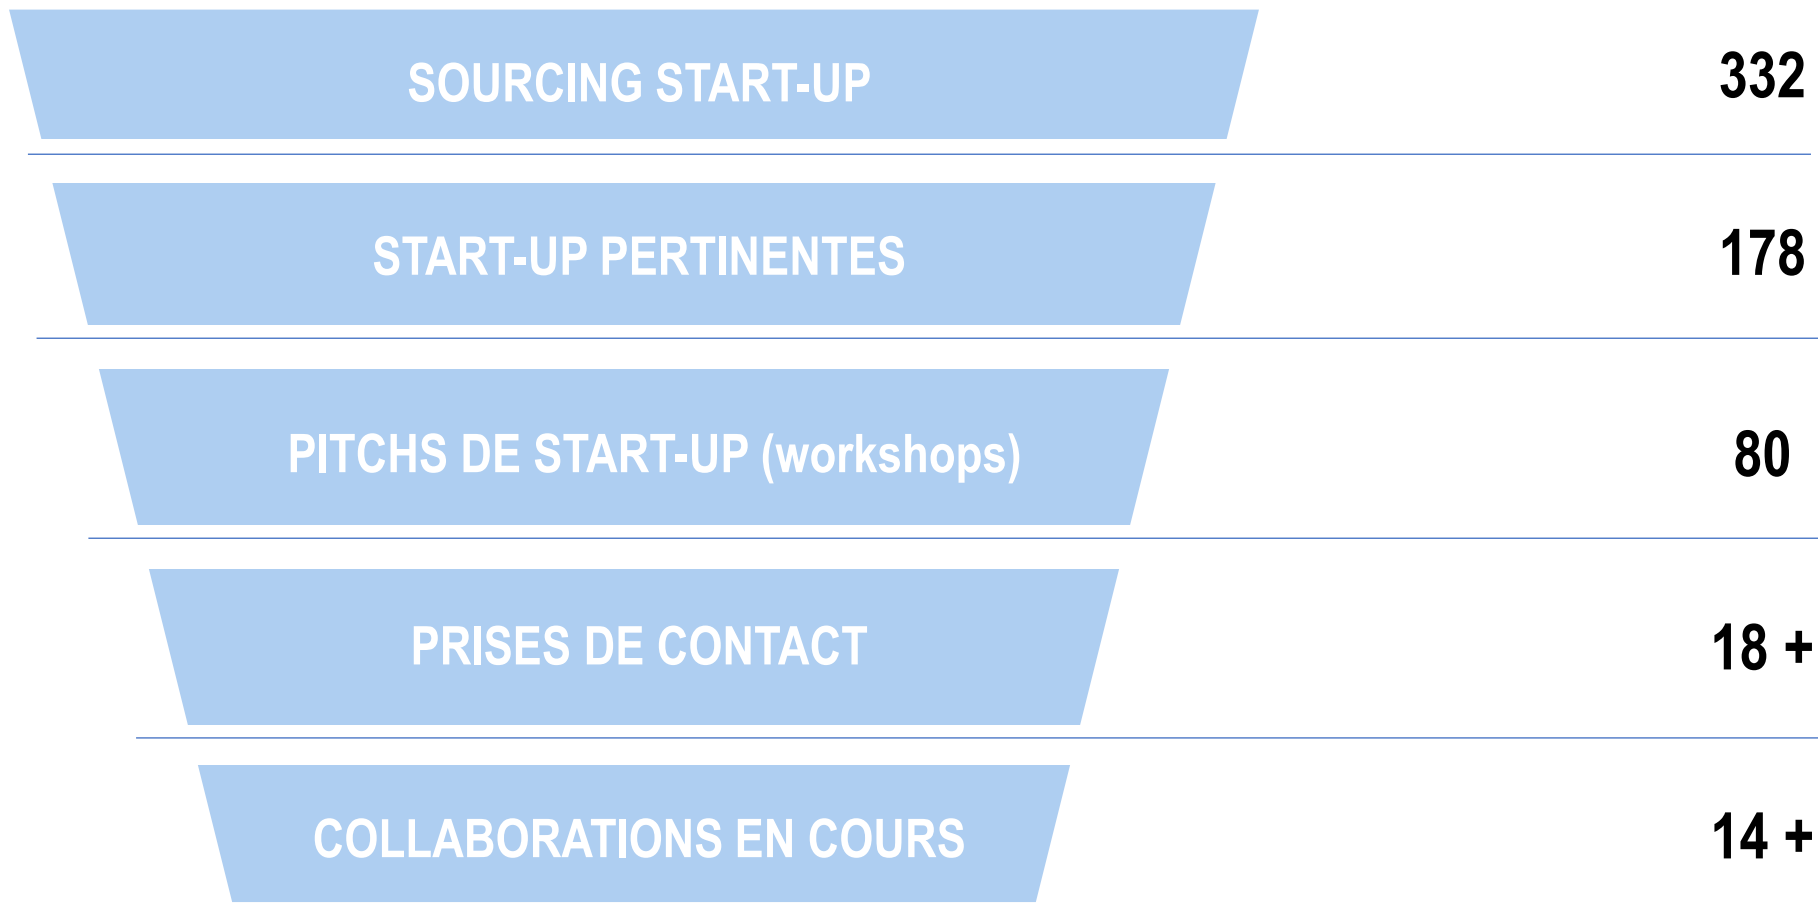 SOURCING START-UP 332
START-UP PERTINENTES 178
PITCHS DE START-UP (workshops) 80
PRISES DE CONTACT 18 +
COLLABORATIONS EN COURS 14 +